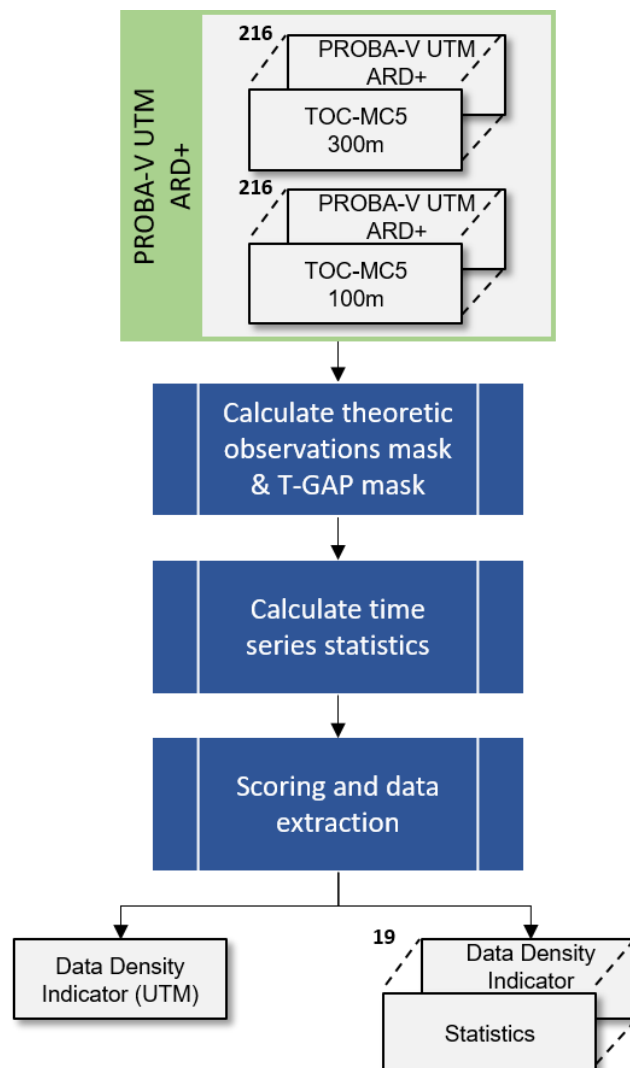 PROBA-V UTM
ARD+
216
PROBA-V UTM
ARD+
TOC-MC5
300m
216
PROBA-V UTM
ARD+
TOC-MC5
100m
Calculate theoretic
observations mask
& T-GAP mask
Calculate time
series statistics
Scoring and data
extraction
Data Density
Indicator (UTM)
19
Data Density
Indicator
Statistics